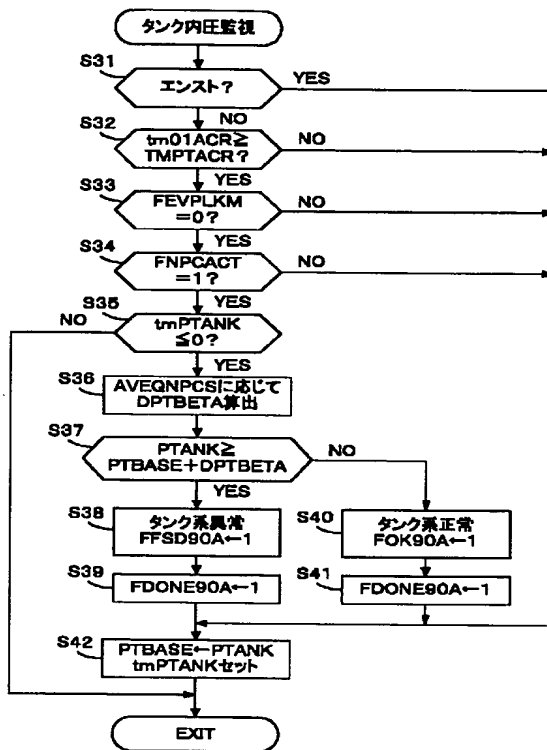 タンク内圧監視
S31
エンスト？
YES
NO
S32
tm01ACR≧
TMPTACR？
NO
YES
S33
FEVPLKM
=0？
NO
YES
S34
FNPCACT
=1？
NO
YES
S35
NO
tmPTANK
≦0？
YES
S36
AVEQNPCSに応じて
DPTBETA算出
S37
PTANK≧
PTBASE+DPTBETA
NO
YES
S38
タンク系異常
FFSD90A←1
S40
タンク系正常
FOK90A←1
S39
FDONE90A←1
S41
FDONE90A←1
S42
PTBASE←PTANK
tmPTANKセット
EXIT